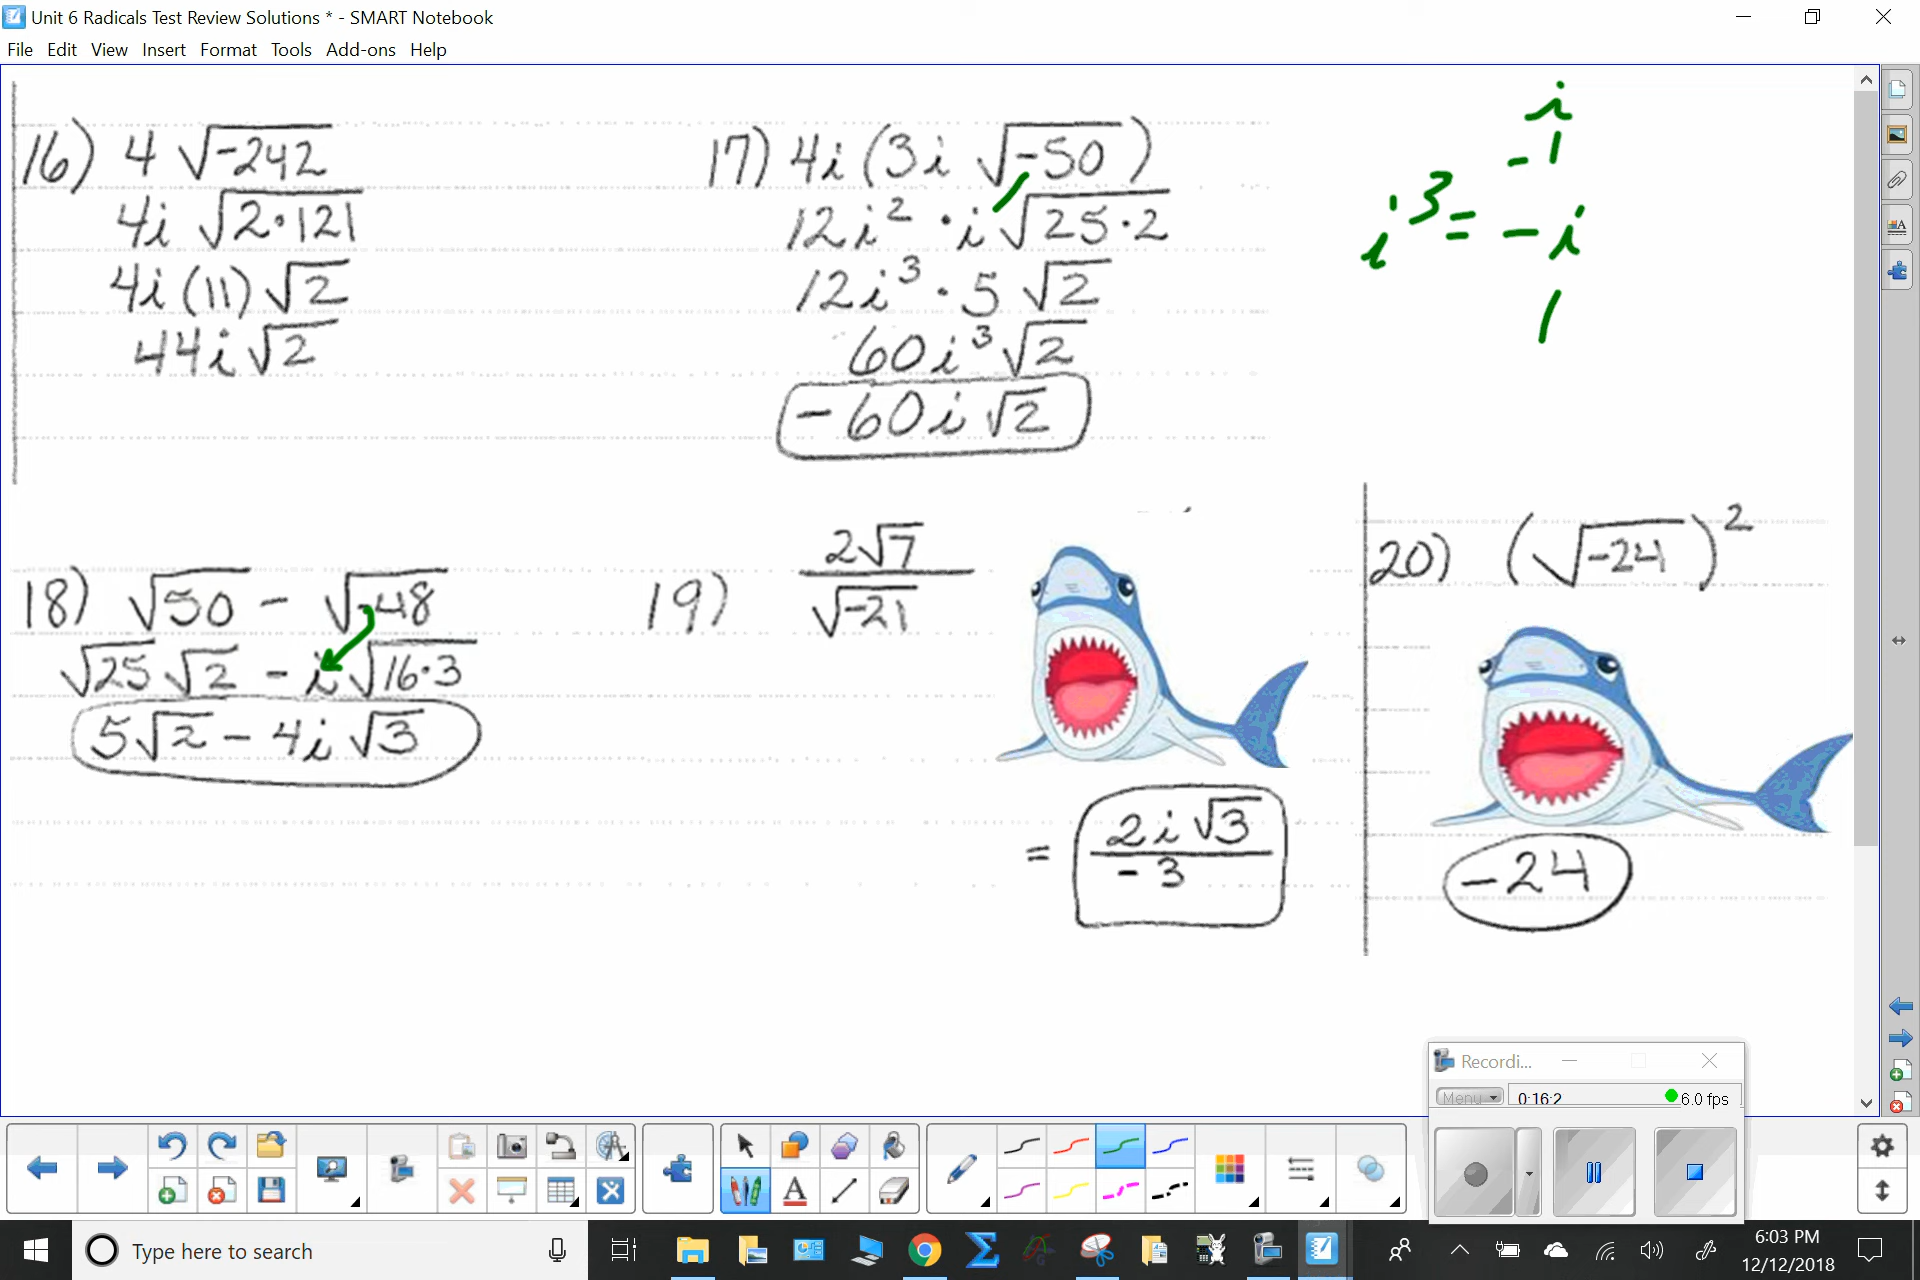 Unit 6 Radicals Test Review Solutions * - SMART Notebook
File Edit View Insert Format Tools Add-ons Help
16) 4 √-242
4i √2·121
4i (11) √2
44i √2
17) 4i (3i √-50)
12i² · i √25·2
12i³ · 5 √2
60i³ √2
-60i √2
i
-1
i³ = -i
1
18) √50 - √-48
√25 √2 - i √16·3
5√2 - 4i √3
19) 2√7
√-21
= 2i √3
-3
20) (√-24)²
-24
Recordi...
Menu 0:16:2 6.0 fps
Type here to search
6:03 PM
12/12/2018